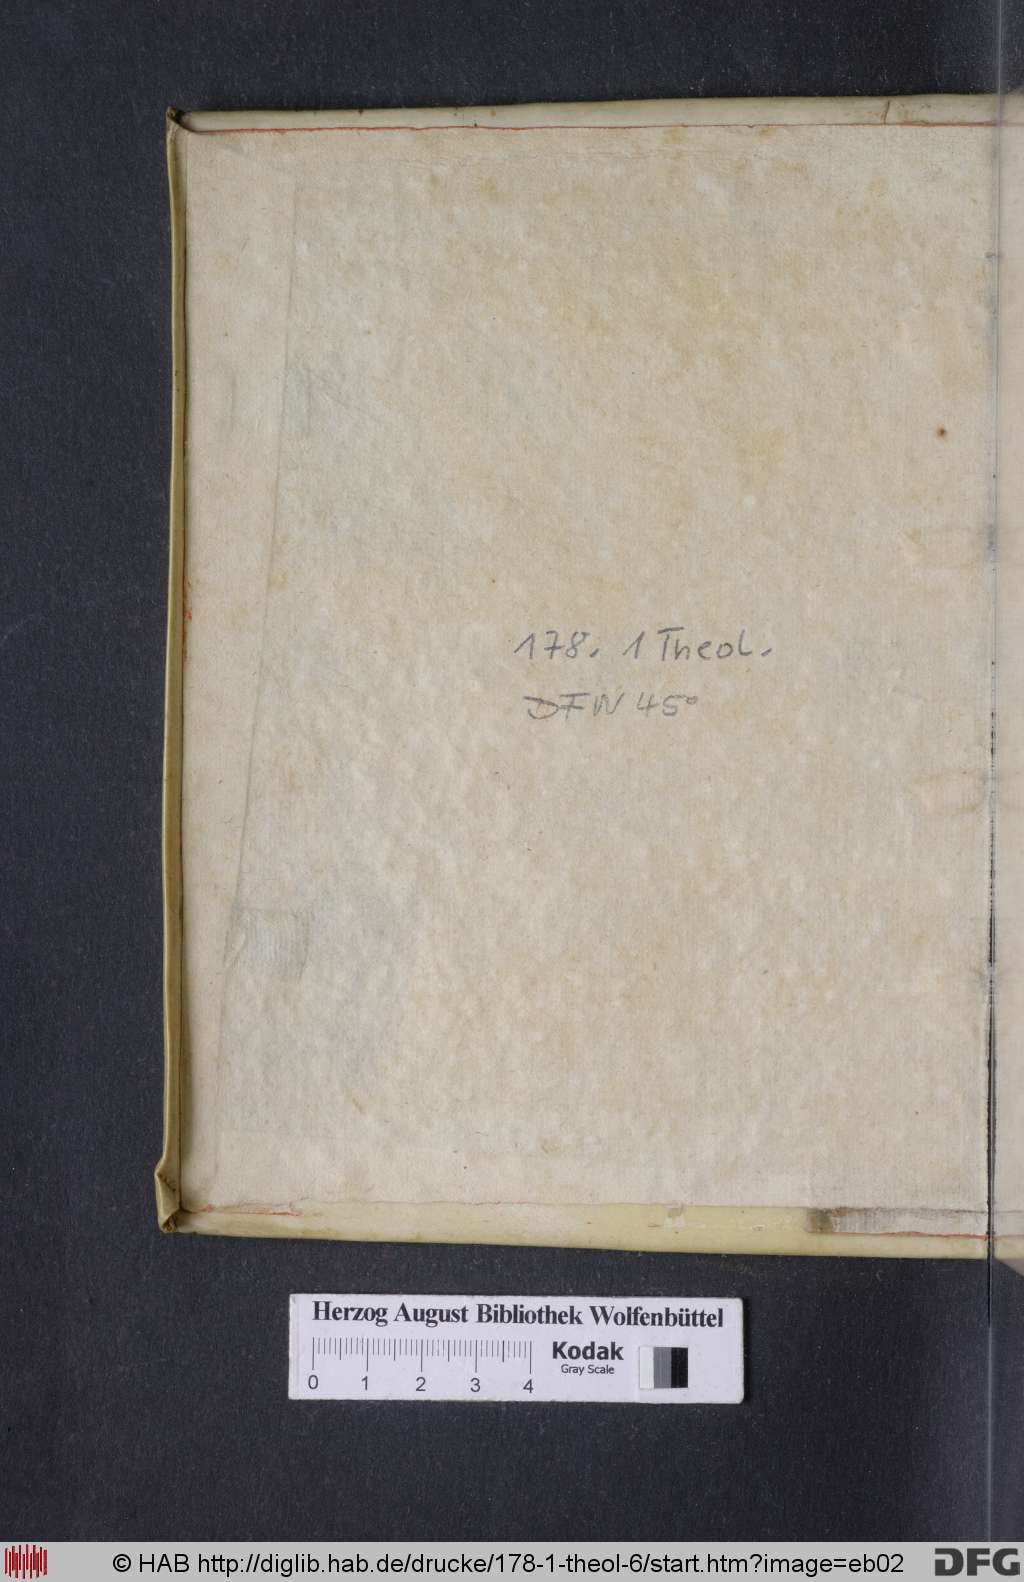 178. 1 Theol.
DFW 45°
Herzog August Bibliothek Wolfenbüttel
0 1 2 3 4
Kodak
Gray Scale
© HAB http://diglib.hab.de/drucke/178-1-theol-6/start.htm?image=eb02
DFG